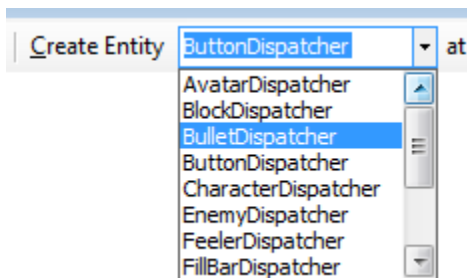 Create Entity ButtonDispatcher at
AvatarDispatcher
BlockDispatcher
BulletDispatcher
ButtonDispatcher
CharacterDispatcher
EnemyDispatcher
FeelerDispatcher
FillBarDispatcher